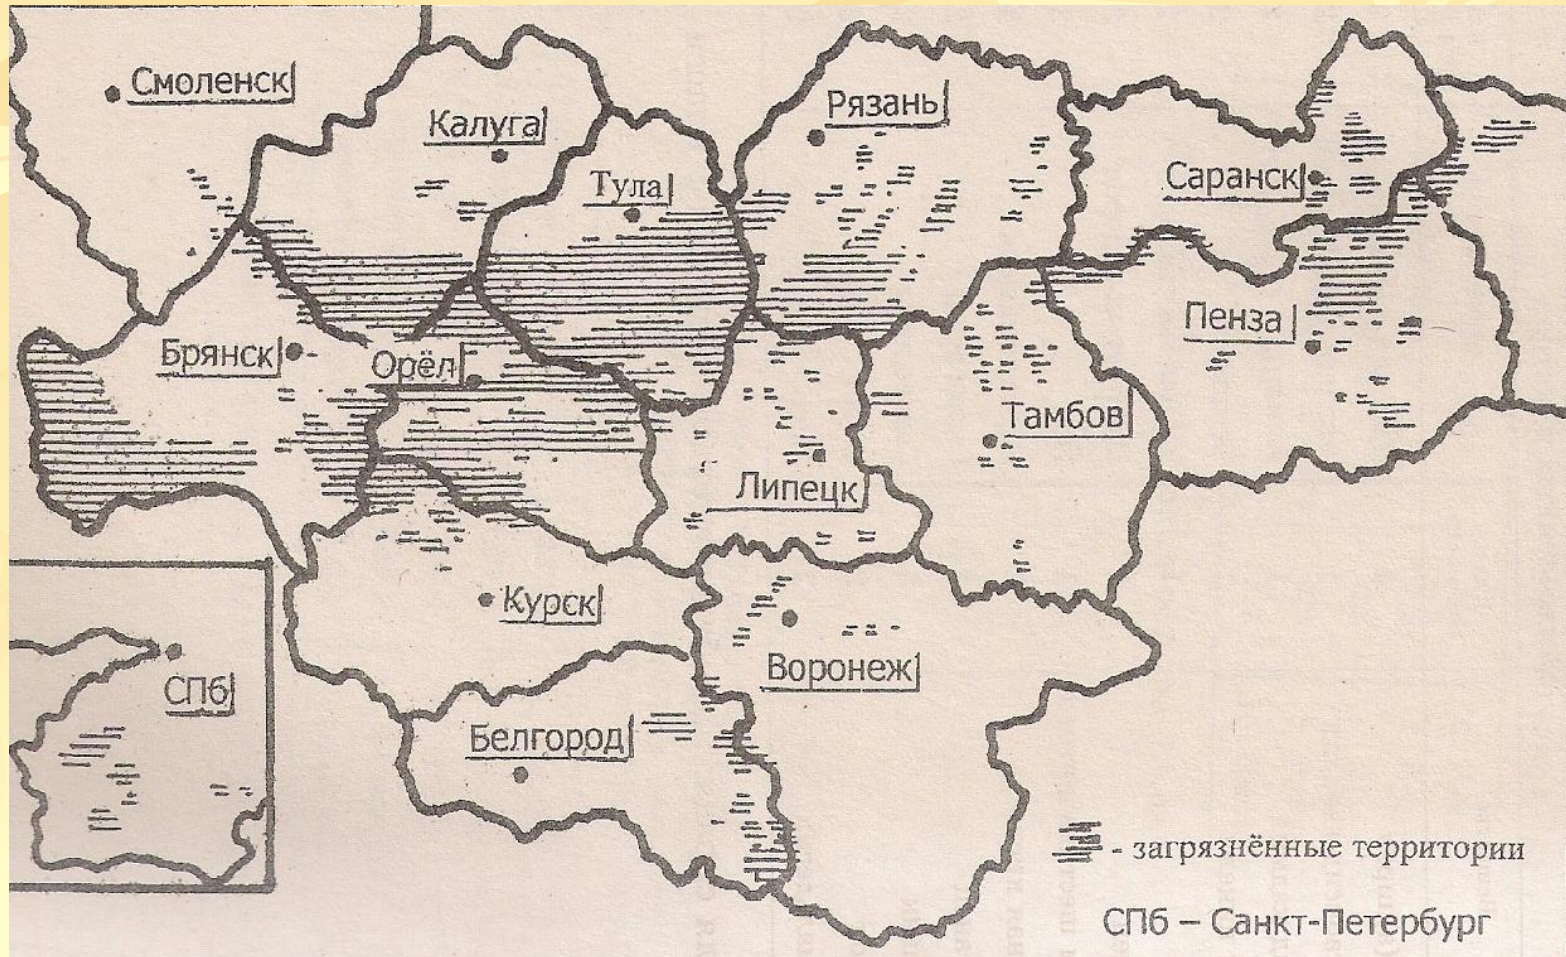 Смоленск
Калуга
Рязань
Тула
Саранск
Пенза
Брянск
Орёл
Тамбов
Липецк
Курск
Воронеж
СПб
Белгород
- загрязнённые территории
СПб – Санкт-Петербург